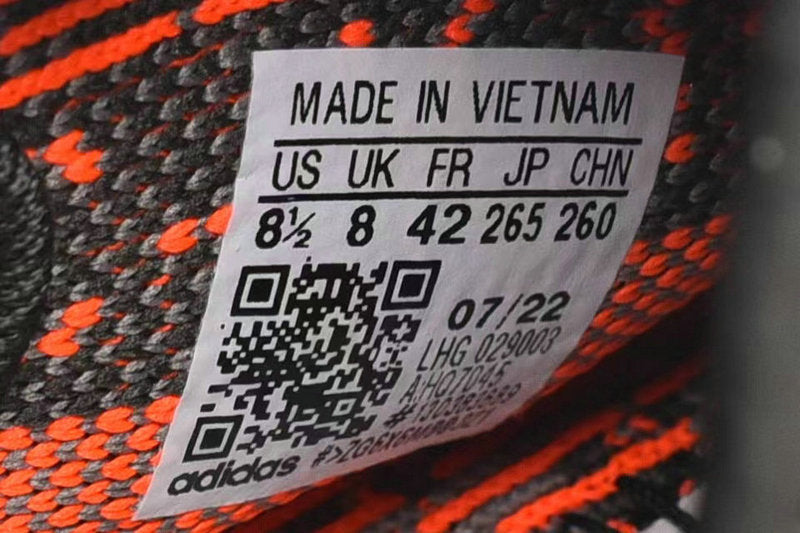 MADE IN VIETNAM
US UK FR JP CHN
8½ 8 42 265 260
07/22
LHG 029003
A:HQ7045
adidas